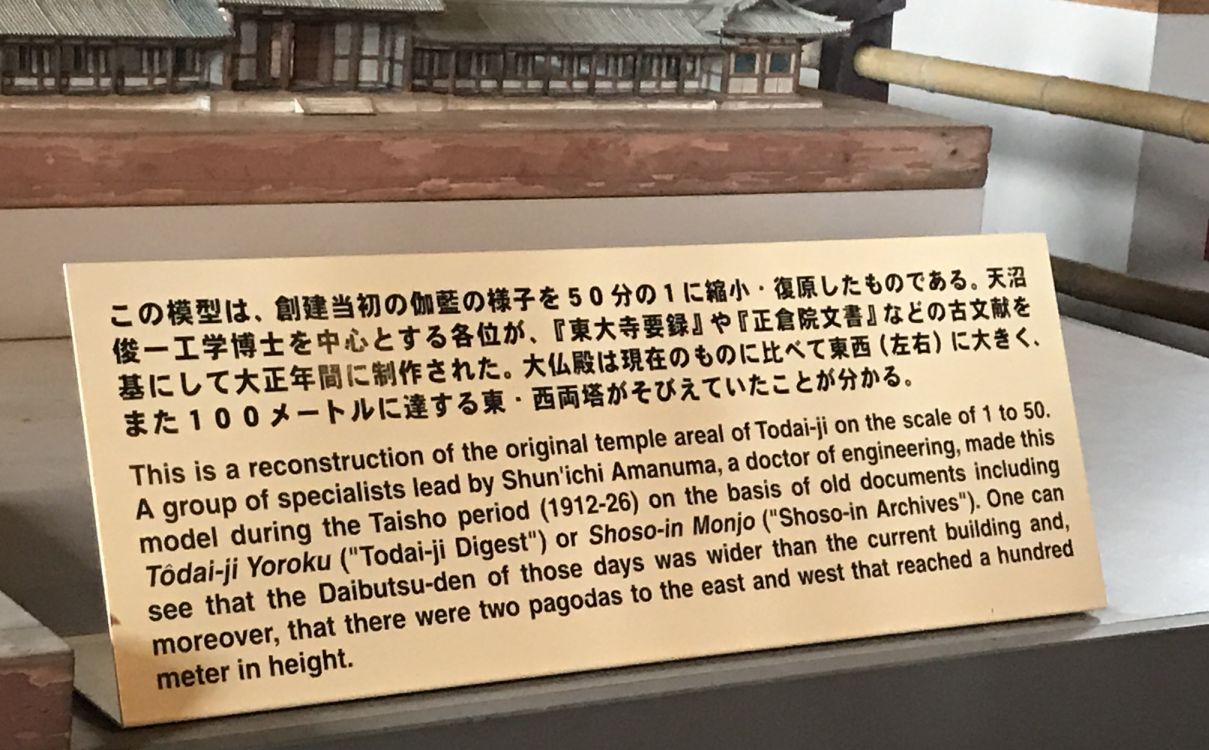 この模型は、創建当初の伽藍の様子を50分の1に縮小・復原したものである。天沼
俊一工学博士を中心とする各位が、『東大寺要録』や『正倉院文書』などの古文献を
基にして大正年間に制作された。大仏殿は現在のものに比べて東西(左右)に大きく、
また100メートルに達する東・西両塔がそびえていたことが分かる。
This is a reconstruction of the original temple areal of Todai-ji on the scale of 1 to 50.
A group of specialists lead by Shun'ichi Amanuma, a doctor of engineering, made this
model during the Taisho period (1912-26) on the basis of old documents including
Tôdai-ji Yoroku ("Todai-ji Digest") or Shoso-in Monjo ("Shoso-in Archives"). One can
see that the Daibutsu-den of those days was wider than the current building and,
moreover, that there were two pagodas to the east and west that reached a hundred
meter in height.